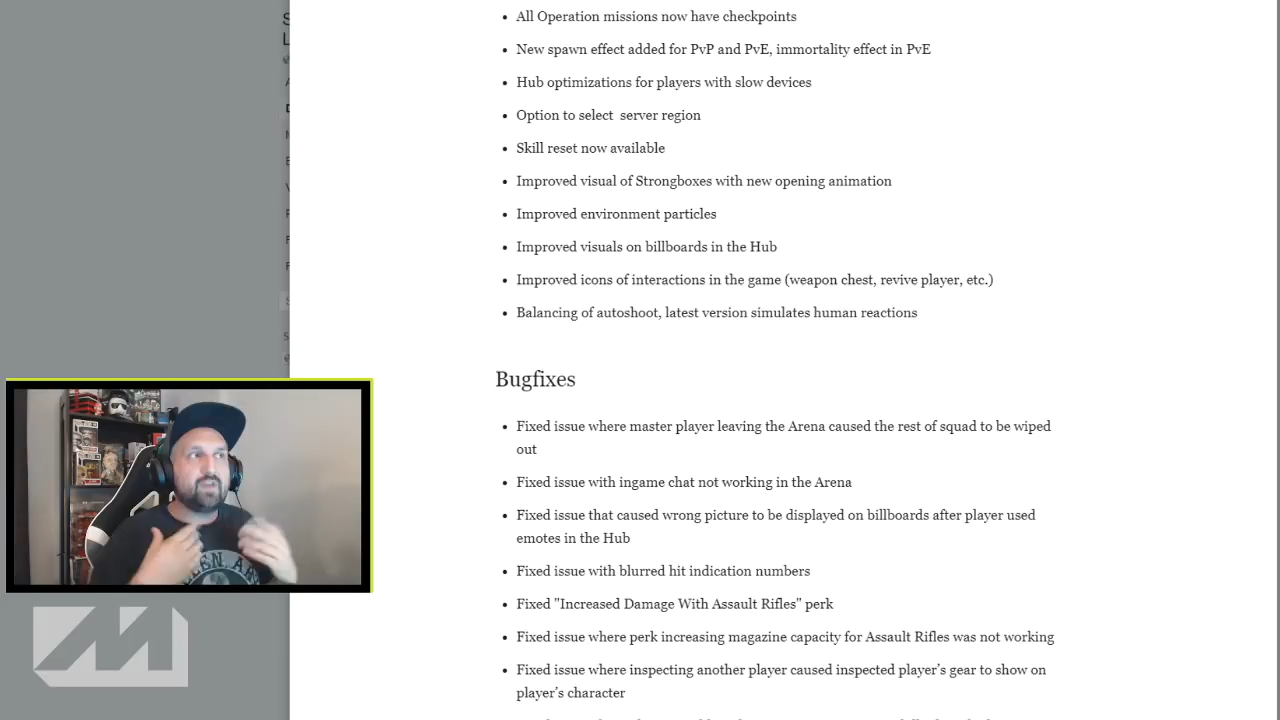 All Operation missions now have checkpoints
New spawn effect added for PvP and PvE, immortality effect in PvE
Hub optimizations for players with slow devices
Option to select  server region
Skill reset now available
Improved visual of Strongboxes with new opening animation
Improved environment particles
Improved visuals on billboards in the Hub
Improved icons of interactions in the game (weapon chest, revive player, etc.)
Balancing of autoshoot, latest version simulates human reactions
Bugfixes
Fixed issue where master player leaving the Arena caused the rest of squad to be wiped
out
Fixed issue with ingame chat not working in the Arena
Fixed issue that caused wrong picture to be displayed on billboards after player used
emotes in the Hub
Fixed issue with blurred hit indication numbers
Fixed "Increased Damage With Assault Rifles" perk
Fixed issue where perk increasing magazine capacity for Assault Rifles was not working
Fixed issue where inspecting another player caused inspected player's gear to show on
player's character